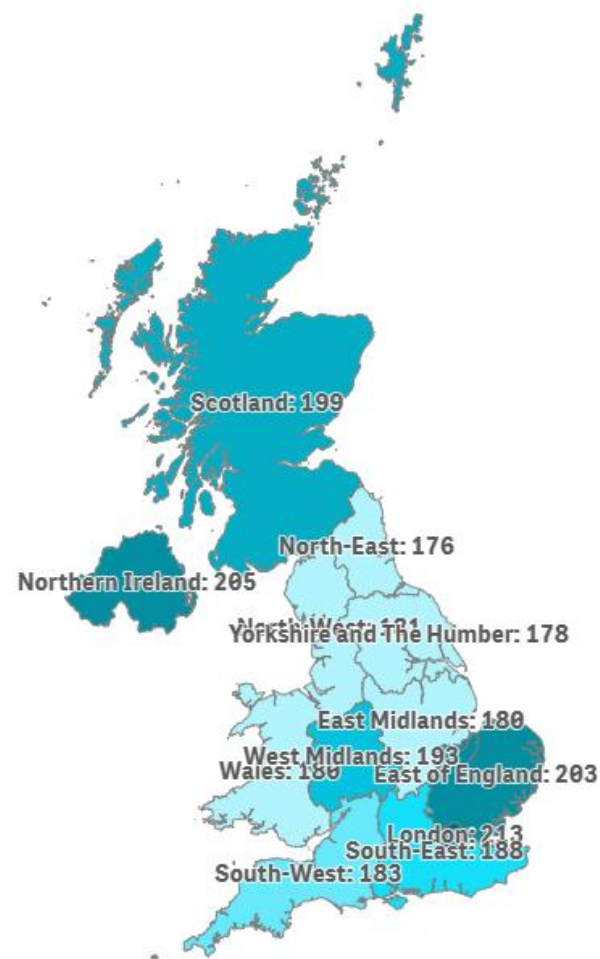 Scotland: 199
North-East: 176
Northern Ireland: 205
North-West: 181
Yorkshire and The Humber: 178
East Midlands: 180
West Midlands: 193
Wales: 180
East of England: 203
London: 213
South-East: 188
South-West: 183